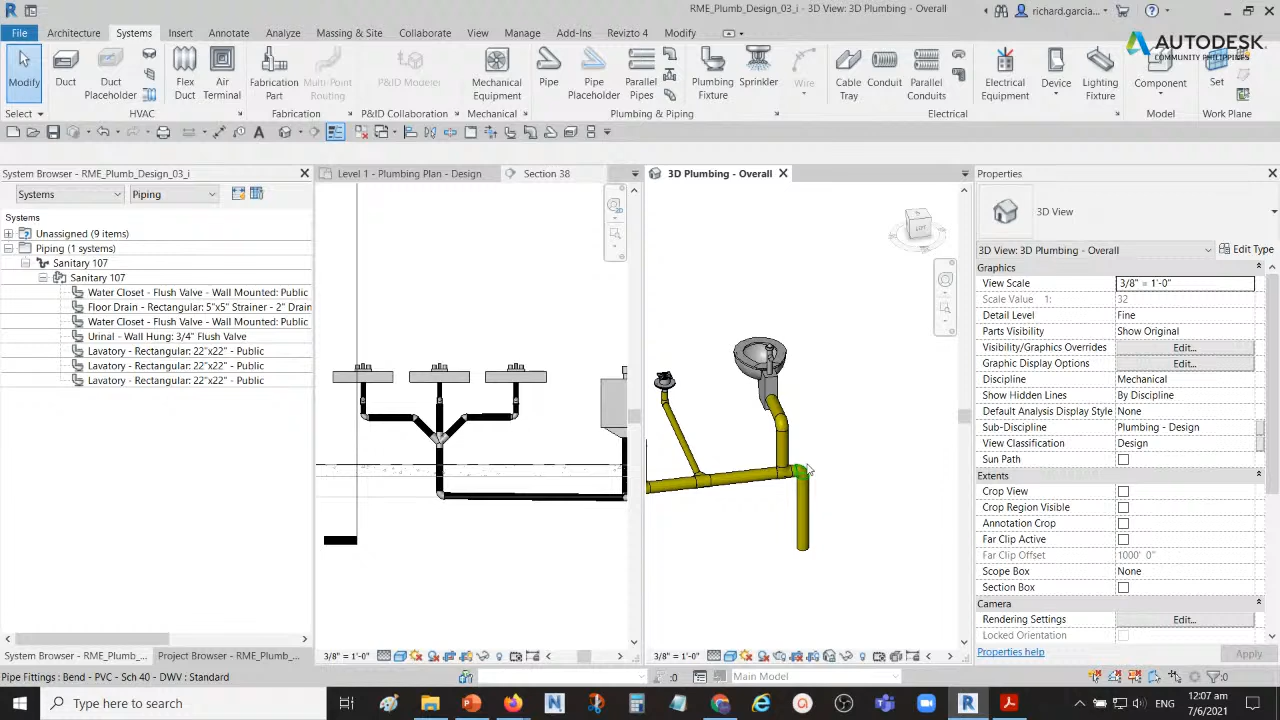 RME_Plumb_Design_03_i - 3D View: 3D Plumbing - Overall
richard.garcia...
AUTODESK
COMMUNITY PHILIPPINES
File Architecture Systems Insert Annotate Analyze Massing & Site Collaborate View Manage Add-Ins Revizto 4 Modify
Modify
Duct
Duct Placeholder
Flex Duct
Air Terminal
Fabrication Part
Multi-Point Routing
P&ID Modeler
Mechanical Equipment
Pipe
Pipe Placeholder
Parallel Pipes
Plumbing Fixture
Sprinkler
Wire
Cable Tray
Conduit
Parallel Conduits
Electrical Equipment
Device
Lighting Fixture
Component
Set
Select HVAC Fabrication P&ID Collaboration Mechanical Plumbing & Piping Electrical Model Work Plane
System Browser - RME_Plumb_Design_03_i
Systems Piping
Systems
Unassigned (9 items)
Piping (1 systems)
Sanitary 107
Sanitary 107
Water Closet - Flush Valve - Wall Mounted: Public
Floor Drain - Rectangular: 5"x5" Strainer - 2" Drain
Water Closet - Flush Valve - Wall Mounted: Public
Urinal - Wall Hung: 3/4" Flush Valve
Lavatory - Rectangular: 22"x22" - Public
Lavatory - Rectangular: 22"x22" - Public
Lavatory - Rectangular: 22"x22" - Public
System Browser - RME_Plumb_... Project Browser - RME_Plumb_...
Level 1 - Plumbing Plan - Design Section 38
3D Plumbing - Overall
LEFT
3/8" = 1'-0"
3/8" = 1'-0"
Properties
3D View
3D View: 3D Plumbing - Overall Edit Type
Graphics
View Scale 3/8" = 1'-0"
Scale Value 1: 32
Detail Level Fine
Parts Visibility Show Original
Visibility/Graphics Overrides Edit...
Graphic Display Options Edit...
Discipline Mechanical
Show Hidden Lines By Discipline
Default Analysis Display Style None
Sub-Discipline Plumbing - Design
View Classification Design
Sun Path
Extents
Crop View
Crop Region Visible
Annotation Crop
Far Clip Active
Far Clip Offset 1000' 0"
Scope Box None
Section Box
Camera
Rendering Settings Edit...
Locked Orientation
Properties help Apply
Pipe Fittings: Bend - PVC - Sch 40 - DWV : Standard
:0
Main Model
:0
Type here to search
ENG
12:07 am
7/6/2021